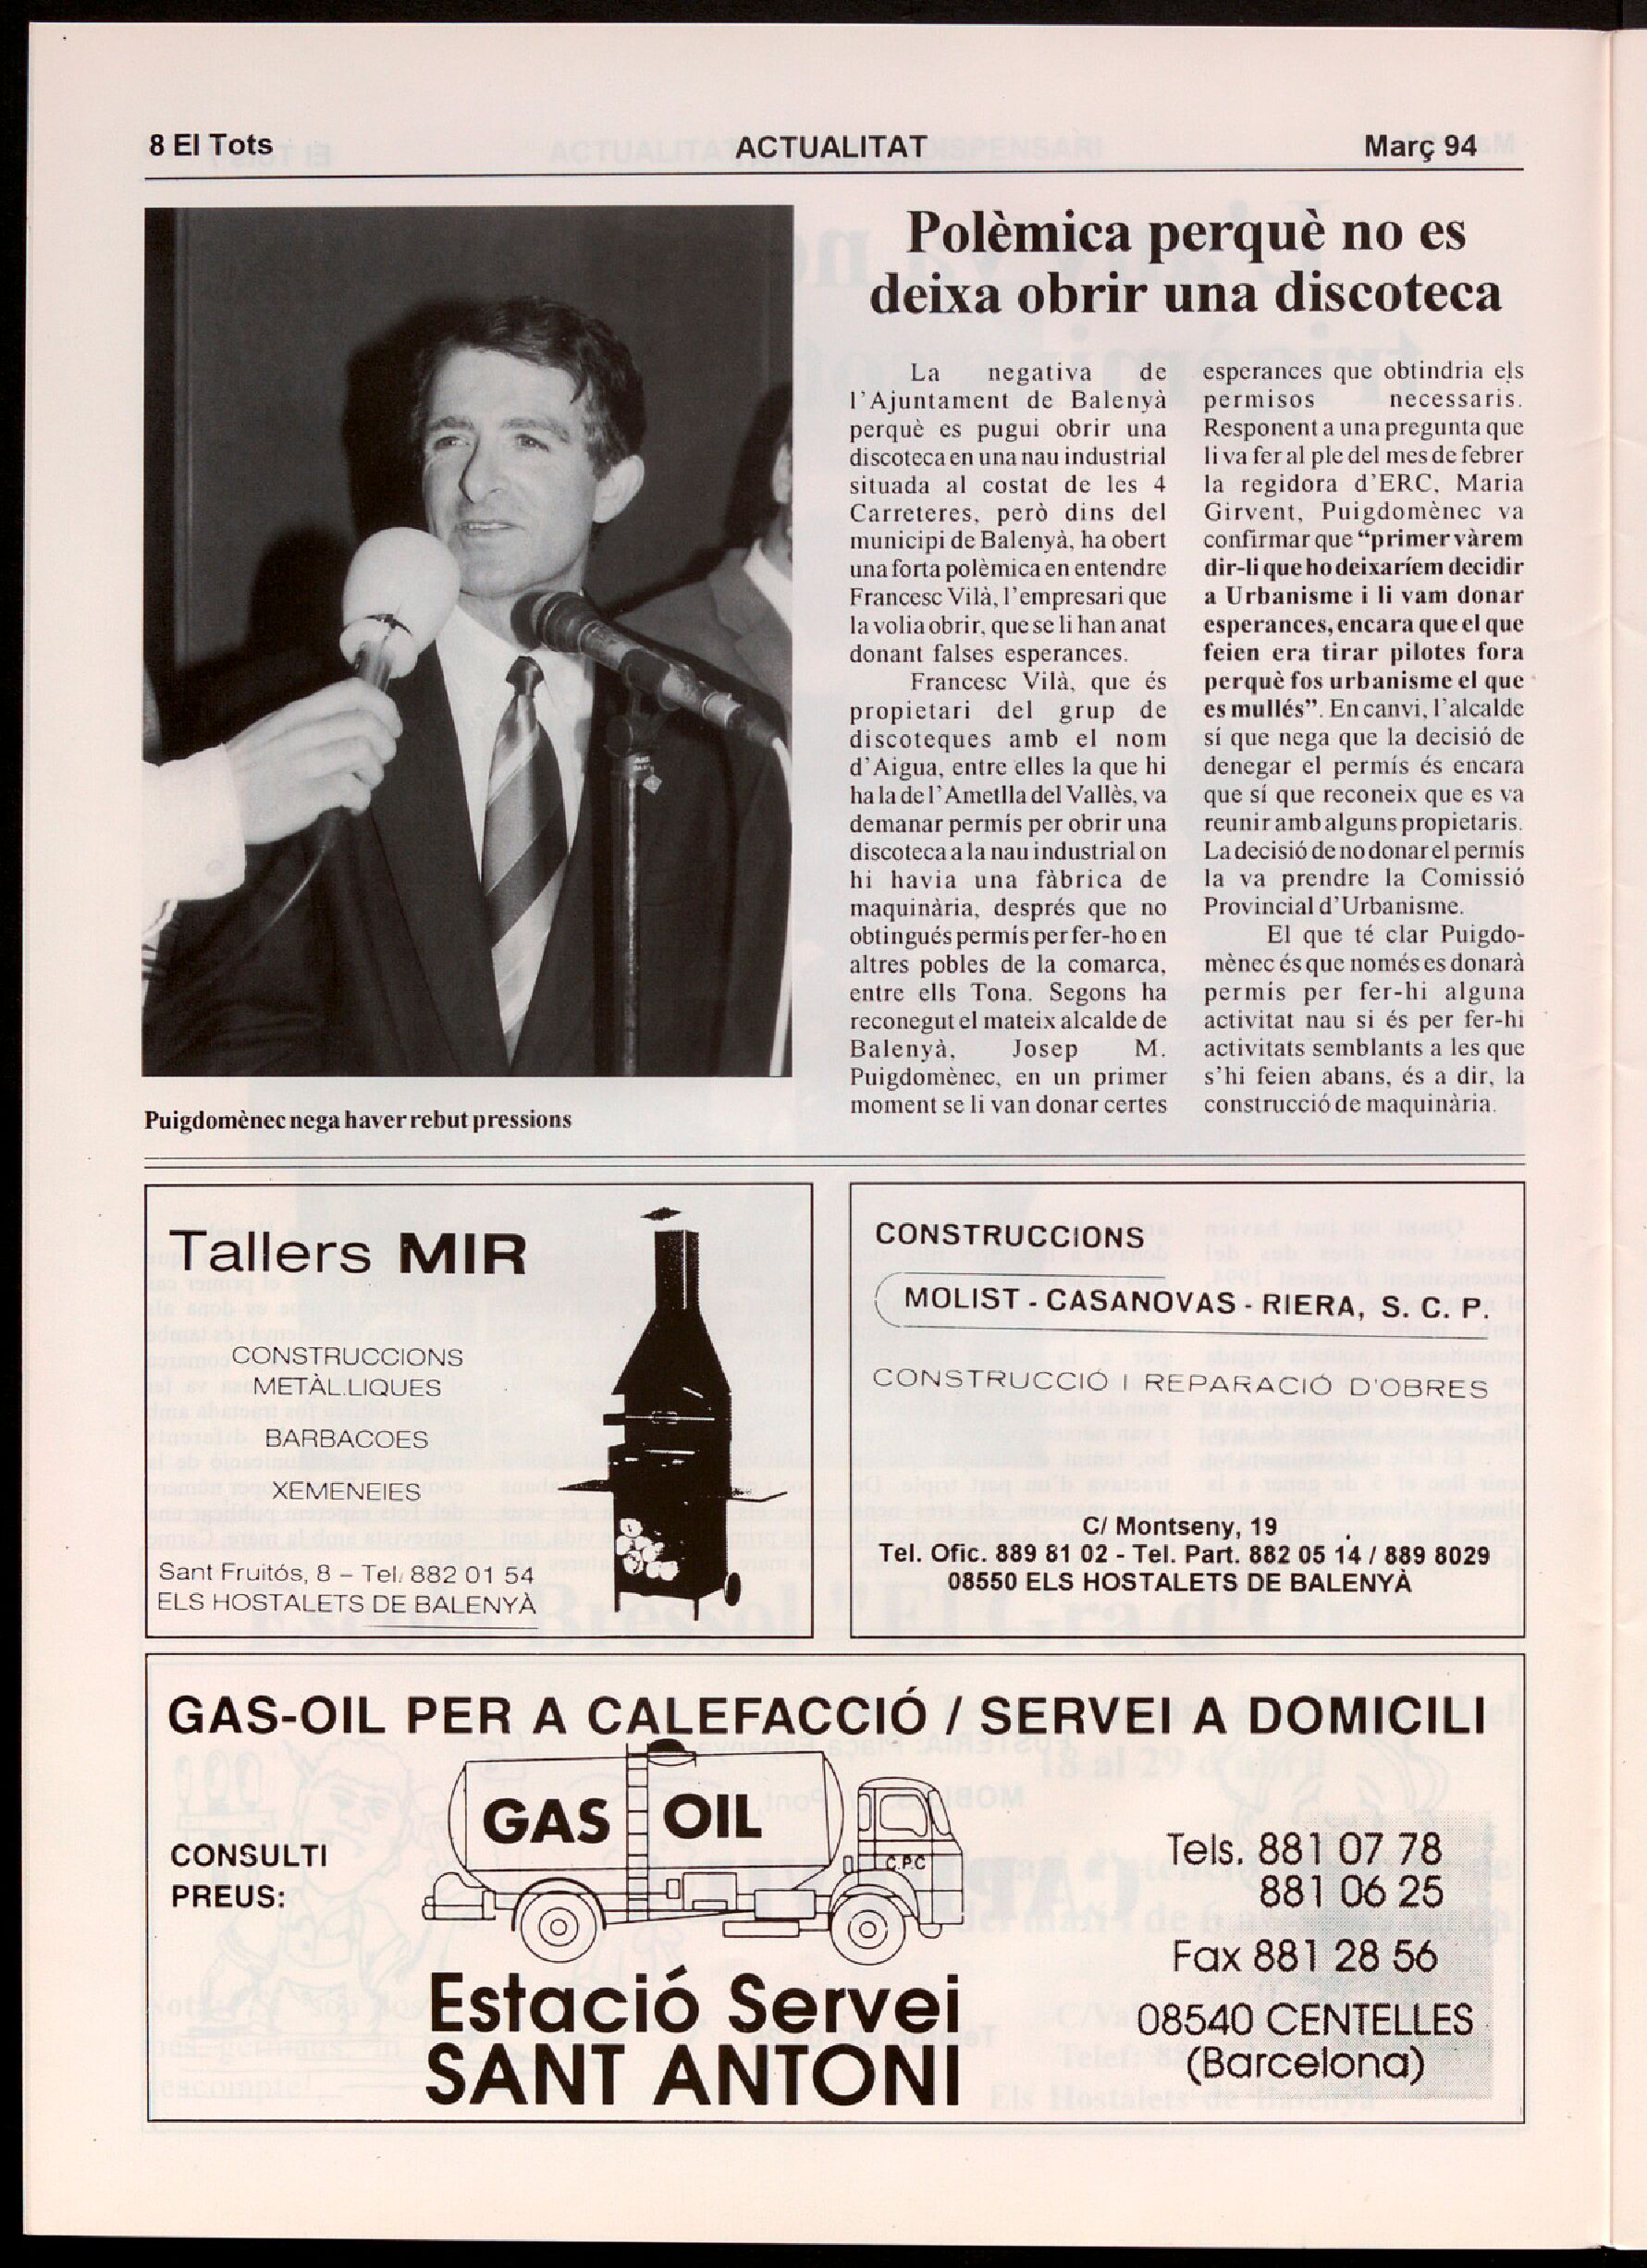 8 El Tots
ACTUALITAT
Març 94
Polèmica perquè no es
deixa obrir una discoteca
La negativa de
l'Ajuntament de Balenyà
perquè es pugui obrir una
discoteca en una nau industrial
situada al costat de les 4
Carreteres, però dins del
municipi de Balenyà, ha obert
una forta polèmica en entendre
Francesc Vilà, l'empresari que
la volia obrir, que se li han anat
donant falses esperances.
Francesc Vilà, que és
propietari del grup de
discoteques amb el nom
d'Aigua, entre elles la que hi
ha la de l'Ametlla del Vallès, va
demanar permís per obrir una
discoteca a la nau industrial on
hi havia una fàbrica de
maquinària, després que no
obtingués permís per fer-ho en
altres pobles de la comarca,
entre ells Tona. Segons ha
reconegut el mateix alcalde de
Balenyà, Josep M.
Puigdomènec, en un primer
moment se li van donar certes
esperances que obtindria els
permisos necessaris.
Responent a una pregunta que
li va fer al ple del mes de febrer
la regidora d'ERC, Maria
Girvent, Puigdomènec va
confirmar que “primer vàrem
dir-li que ho deixaríem decidir
a Urbanisme i li vam donar
esperances, encara que el que
feien era tirar pilotes fora
perquè fos urbanisme el que
es mullés”. En canvi, l'alcalde
sí que nega que la decisió de
denegar el permís és encara
que sí que reconeix que es va
reunir amb alguns propietaris.
La decisió de no donar el permís
la va prendre la Comissió
Provincial d'Urbanisme.
El que té clar Puigdo-
mènec és que només es donarà
permís per fer-hi alguna
activitat nau si és per fer-hi
activitats semblants a les que
s'hi feien abans, és a dir, la
construcció de maquinària.
Puigdomènec nega haver rebut pressions
Tallers MIR
CONSTRUCCIONS
METÀL.LIQUES
BARBACOES
XEMENEIES
Sant Fruitós, 8 – Tel. 882 01 54
ELS HOSTALETS DE BALENYÀ
CONSTRUCCIONS
MOLIST - CASANOVAS - RIERA, S. C. P.
CONSTRUCCIÓ I REPARACIÓ D'OBRES
C/ Montseny, 19
Tel. Ofic. 889 81 02 - Tel. Part. 882 05 14 / 889 8029
08550 ELS HOSTALETS DE BALENYÀ
GAS-OIL PER A CALEFACCIÓ / SERVEI A DOMICILI
GAS OIL
C.P.C
CONSULTI
PREUS:
Estació Servei
SANT ANTONI
Tels. 881 07 78
881 06 25
Fax 881 28 56
08540 CENTELLES
(Barcelona)